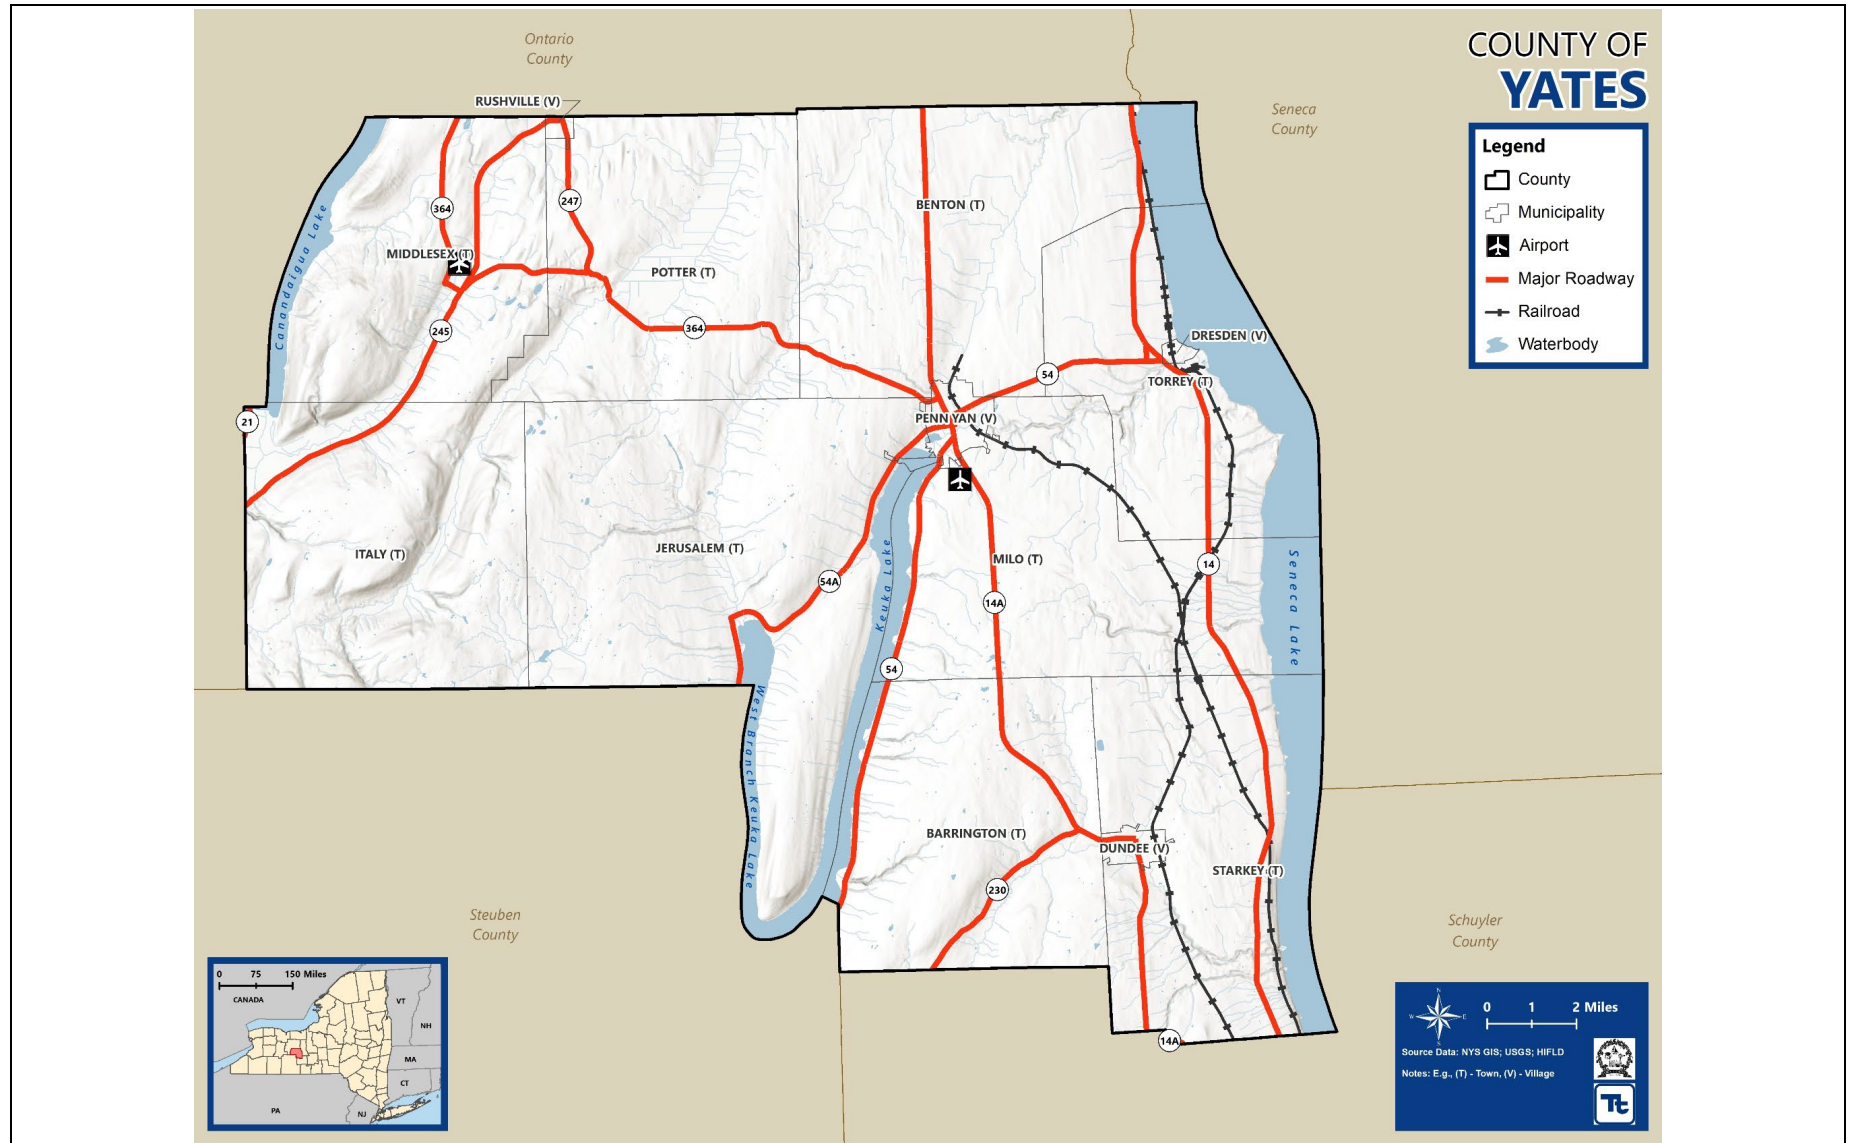 Ontario
County
COUNTY OF
YATES
Seneca
County
RUSHVILLE (V)
Legend
County
Municipality
Airport
Major Roadway
Railroad
Waterbody
364
247
BENTON (T)
MIDDLESEX (T)
POTTER (T)
Canandaigua Lake
245
364
DRESDEN (V)
54
TORREY (T)
21
PENN YAN (V)
ITALY (T)
JERUSALEM (T)
MILO (T)
14
54A
Keuka Lake
14A
Seneca Lake
54
West Branch Keuka Lake
BARRINGTON (T)
DUNDEE (V)
STARKEY (T)
230
Steuben
County
Schuyler
County
14A
0 75 150 Miles
CANADA
VT
NH
MA
CT
PA
NJ
N
W E
S
0 1 2 Miles
Source Data: NYS GIS; USGS; HIFLD
Notes: E.g., (T) - Town, (V) - Village
Tt